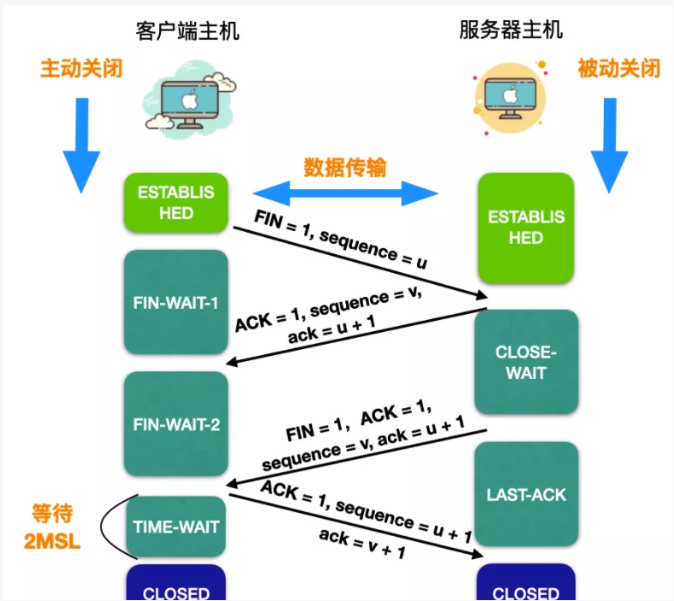 客户端主机
服务器主机
主动关闭
被动关闭
数据传输
ESTABLIS
HED
ESTABLIS
HED
FIN = 1, sequence = u
FIN-WAIT-1
ACK = 1, sequence = v,
ack = u + 1
CLOSE-
WAIT
FIN-WAIT-2
FIN = 1, ACK = 1,
sequence = v, ack = u + 1
LAST-ACK
等待
2MSL
TIME-WAIT
ACK = 1, sequence = u + 1
ack = v + 1
CLOSED
CLOSED